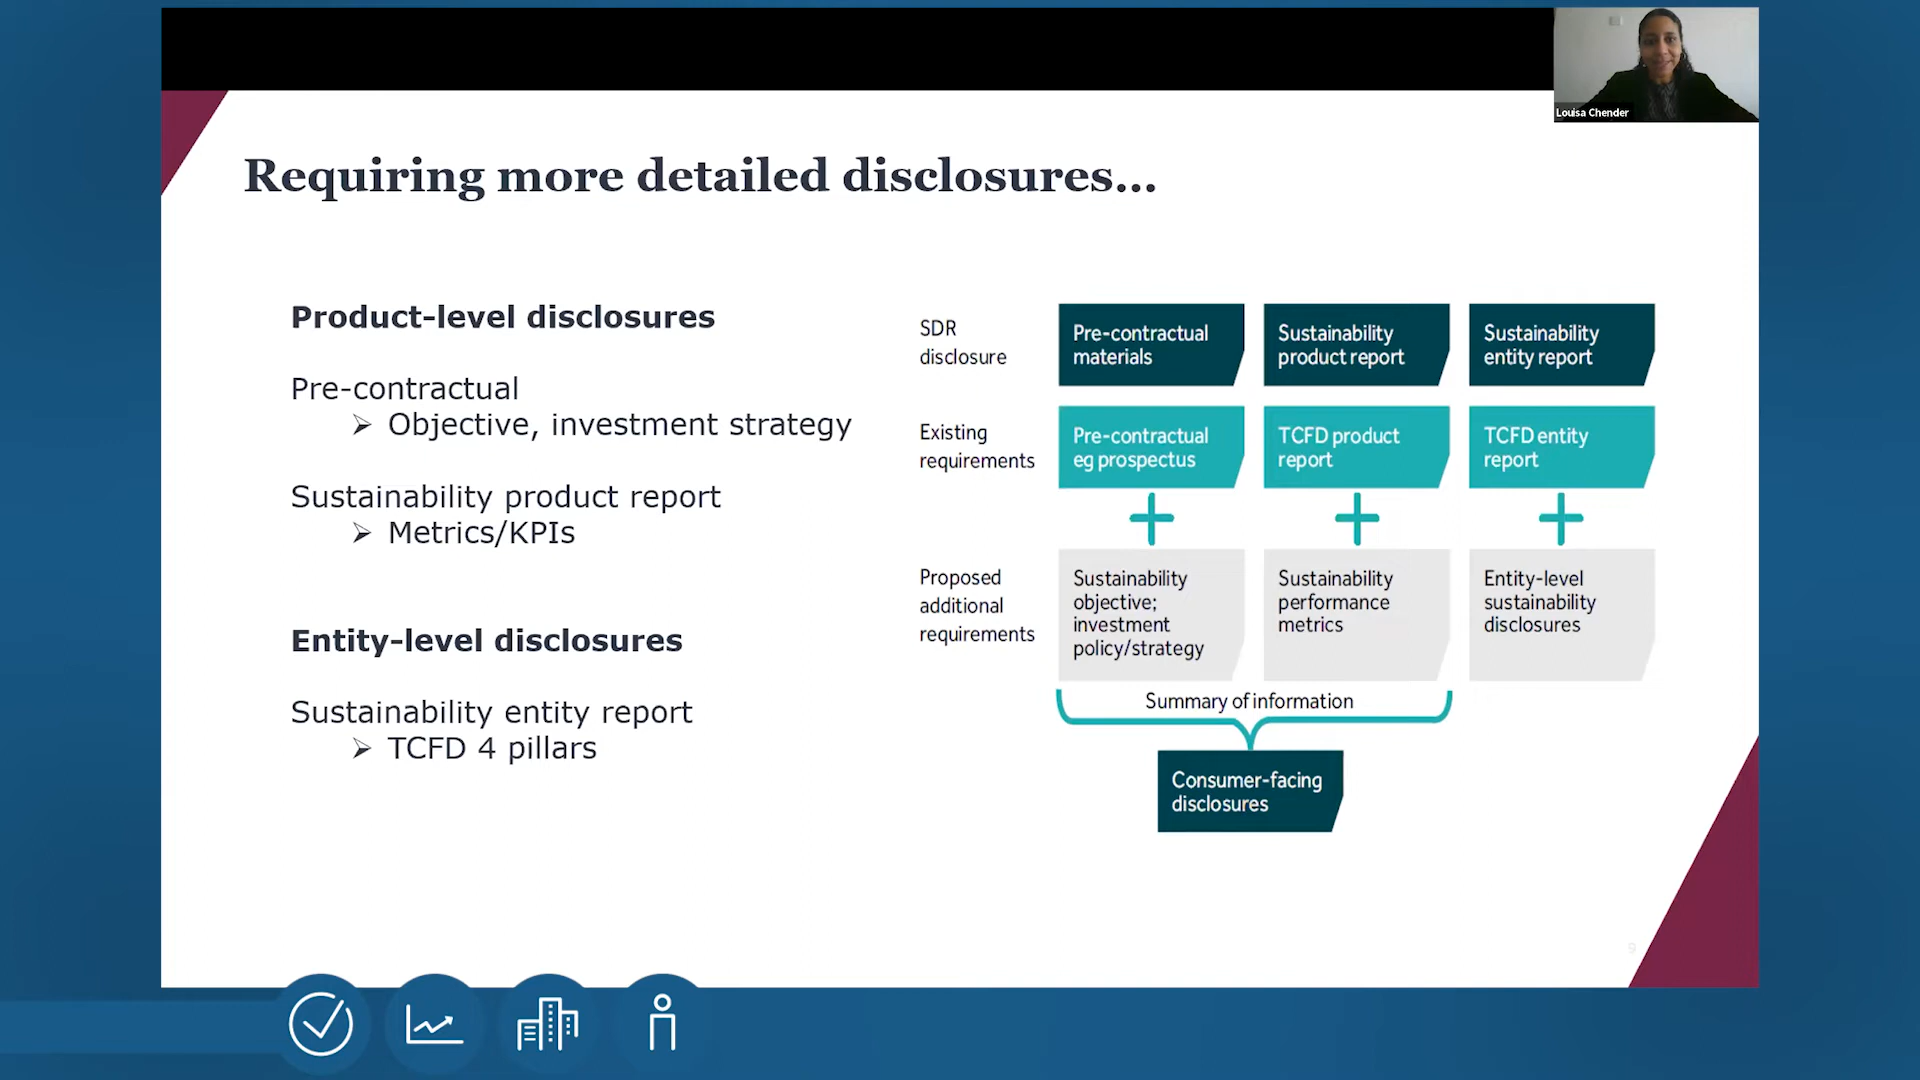 Louisa Chender
Requiring more detailed disclosures...
Product-level disclosures
Pre-contractual
➢ Objective, investment strategy
Sustainability product report
➢ Metrics/KPIs
Entity-level disclosures
Sustainability entity report
➢ TCFD 4 pillars
SDR
disclosure
Pre-contractual
materials
Sustainability
product report
Sustainability
entity report
Existing
requirements
Pre-contractual
eg prospectus
TCFD product
report
TCFD entity
report
Proposed
additional
requirements
Sustainability
objective;
investment
policy/strategy
Sustainability
performance
metrics
Entity-level
sustainability
disclosures
Summary of information
Consumer-facing
disclosures
9